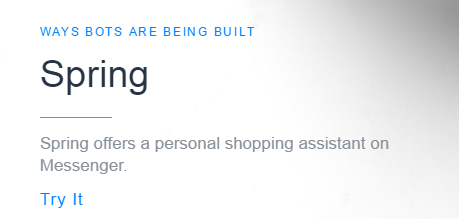 WAYS BOTS ARE BEING BUILT
Spring
Spring offers a personal shopping assistant on
Messenger.
Try It